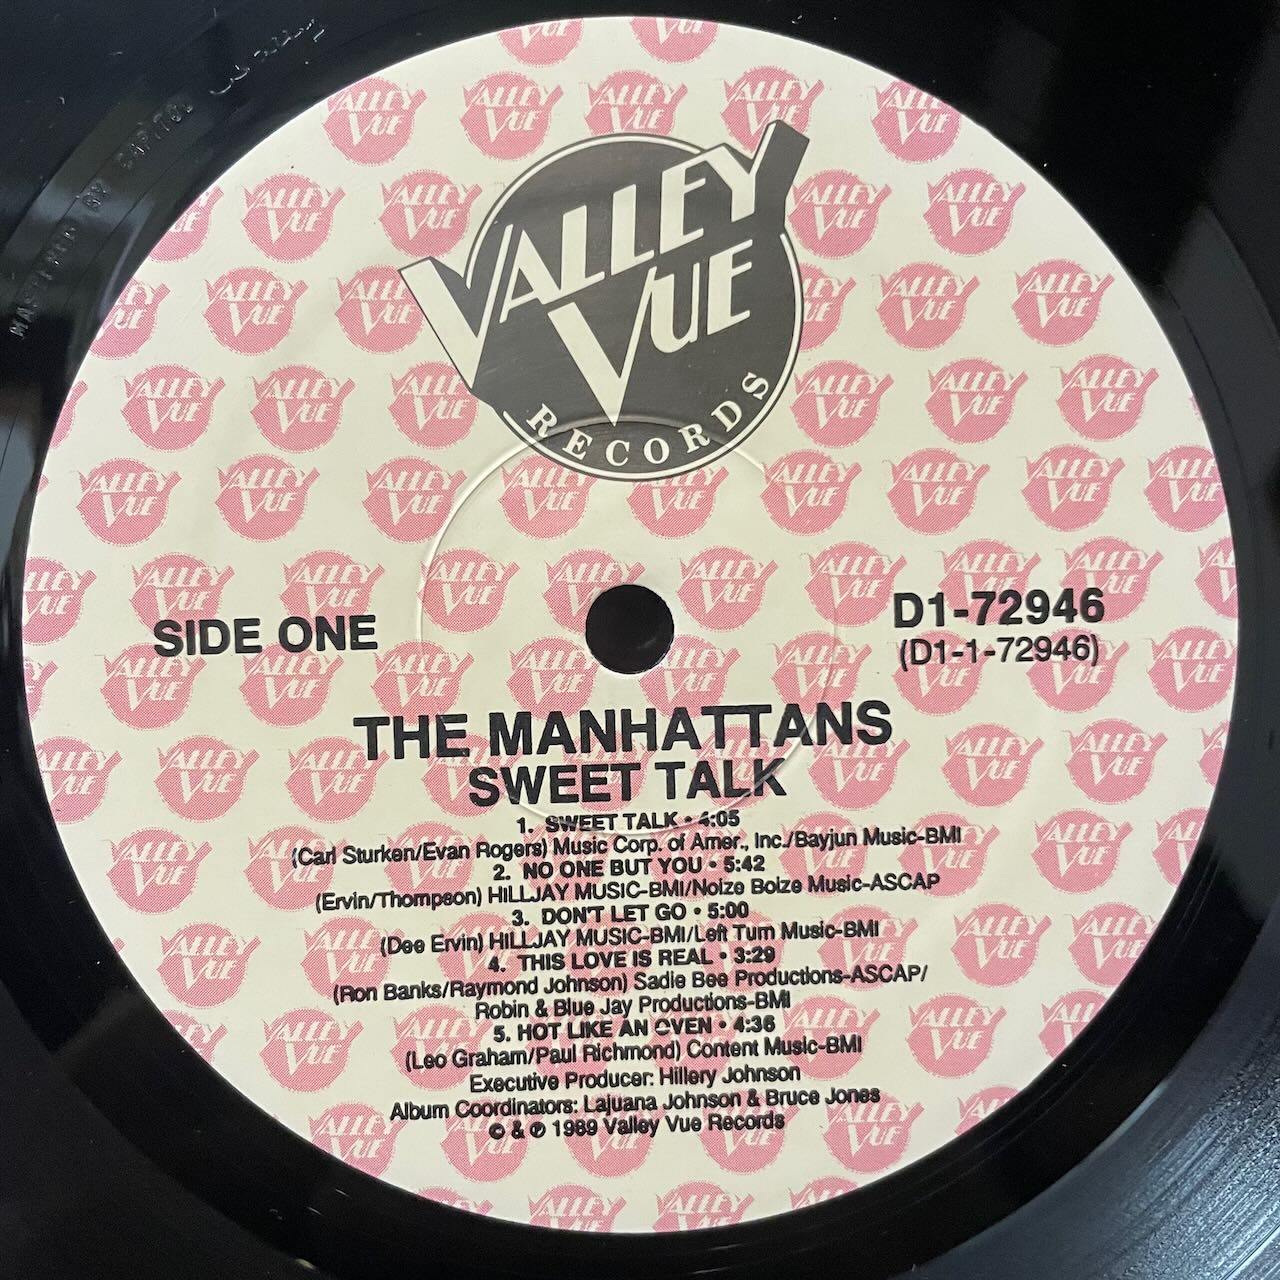 MASTERED BY CAPITOL
VALLEY
VUE
RECORDS
SIDE ONE
D1-72946
(D1-1-72946)
THE MANHATTANS
SWEET TALK
1. SWEET TALK • 4:05
(Carl Sturken/Evan Rogers) Music Corp. of Amer., Inc./Bayjun Music-BMI
2. NO ONE BUT YOU • 5:42
(Ervin/Thompson) HILLJAY MUSIC-BMI/Noize Boize Music-ASCAP
3. DON'T LET GO • 5:00
(Dee Ervin) HILLJAY MUSIC-BMI/Left Turn Music-BMI
4. THIS LOVE IS REAL • 3:29
(Ron Banks/Raymond Johnson) Sadie Bee Productions-ASCAP/
Robin & Blue Jay Productions-BMI
5. HOT LIKE AN OVEN • 4:36
(Leo Graham/Paul Richmond) Content Music-BMI
Executive Producer: Hillery Johnson
Album Coordinators: Lajuana Johnson & Bruce Jones
© & ℗ 1989 Valley Vue Records